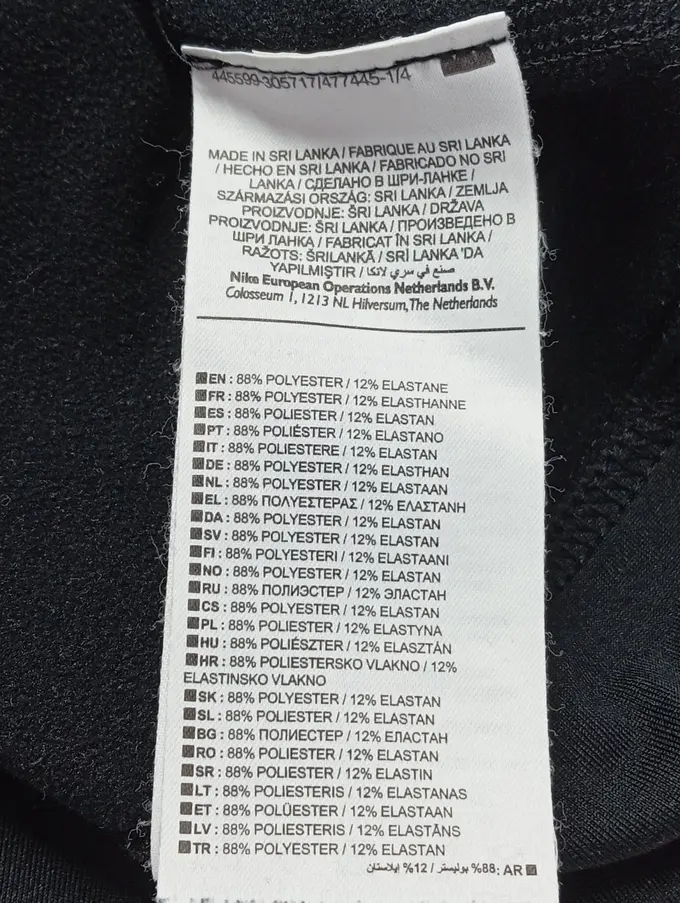 445599-305717/477445-1/4
MADE IN SRI LANKA / FABRIQUE AU SRI LANKA
/ HECHO EN SRI LANKA / FABRICADO NO SRI
LANKA / СДЕЛАНО В ШРИ-ЛАНКЕ /
SZÁRMAZÁSI ORSZÁG: SRI LANKA / ZEMLJA
PROIZVODNJE: ŠRI LANKA / DRŽAVA
PROIZVODNJE: ŠRI LANKA / ПРОИЗВЕДЕНО В
ШРИ ЛАНКА / FABRICAT ÎN SRI LANKA /
RAŽOTS: ŠRILANKĀ / SRİ LANKA 'DA
YAPILMIŞTIR / صنع في سري لانكا
Nike European Operations Netherlands B.V.
Colosseum 1, 1213 NL Hilversum, The Netherlands
EN : 88% POLYESTER / 12% ELASTANE
FR : 88% POLYESTER / 12% ELASTHANNE
ES : 88% POLIESTER / 12% ELASTAN
PT : 88% POLIÉSTER / 12% ELASTANO
IT : 88% POLIESTERE / 12% ELASTAN
DE : 88% POLYESTER / 12% ELASTHAN
NL : 88% POLYESTER / 12% ELASTAAN
EL : 88% ΠΟΛΥΕΣΤΕΡΑΣ / 12% ΕΛΑΣΤΑΝΗ
DA : 88% POLYESTER / 12% ELASTAN
SV : 88% POLYESTER / 12% ELASTAN
FI : 88% POLYESTERI / 12% ELASTAANI
NO : 88% POLYESTER / 12% ELASTAN
RU : 88% ПОЛИЭСТЕР / 12% ЭЛАСТАН
CS : 88% POLYESTER / 12% ELASTAN
PL : 88% POLIESTER / 12% ELASTYNA
HU : 88% POLIÉSZTER / 12% ELASZTÁN
HR : 88% POLIESTERSKO VLAKNO / 12%
ELASTINSKO VLAKNO
SK : 88% POLYESTER / 12% ELASTAN
SL : 88% POLIESTER / 12% ELASTAN
BG : 88% ПОЛИЕСТЕР / 12% ЕЛАСТАН
RO : 88% POLIESTER / 12% ELASTAN
SR : 88% POLIESTER / 12% ELASTIN
LT : 88% POLIESTERIS / 12% ELASTANAS
ET : 88% POLÜESTER / 12% ELASTAAN
LV : 88% POLIESTERIS / 12% ELASTĀNS
TR : 88% POLYESTER / 12% ELASTAN
AR : 88% بوليستر / 12% إيلاستان